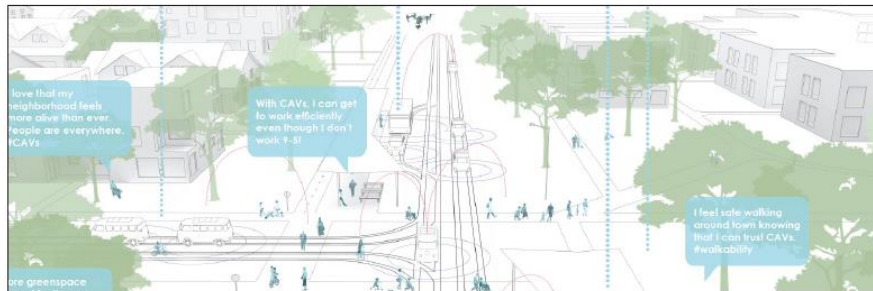 love that my
neighborhood feels
more alive than ever.
People are everywhere.
#CAVs
With CAVs, I can get
to work efficiently
even though I don't
work 9-5!
I feel safe walking
around town knowing
that I can trust CAVs.
#walkability
ore greenspace